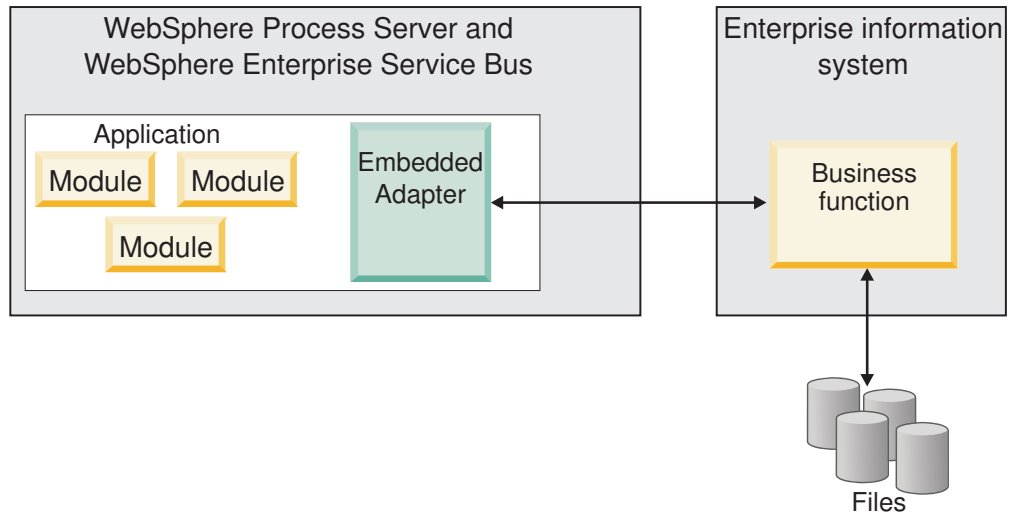 WebSphere Process Server and
WebSphere Enterprise Service Bus
Application
Module
Module
Module
Embedded
Adapter
Enterprise information
system
Business
function
Files